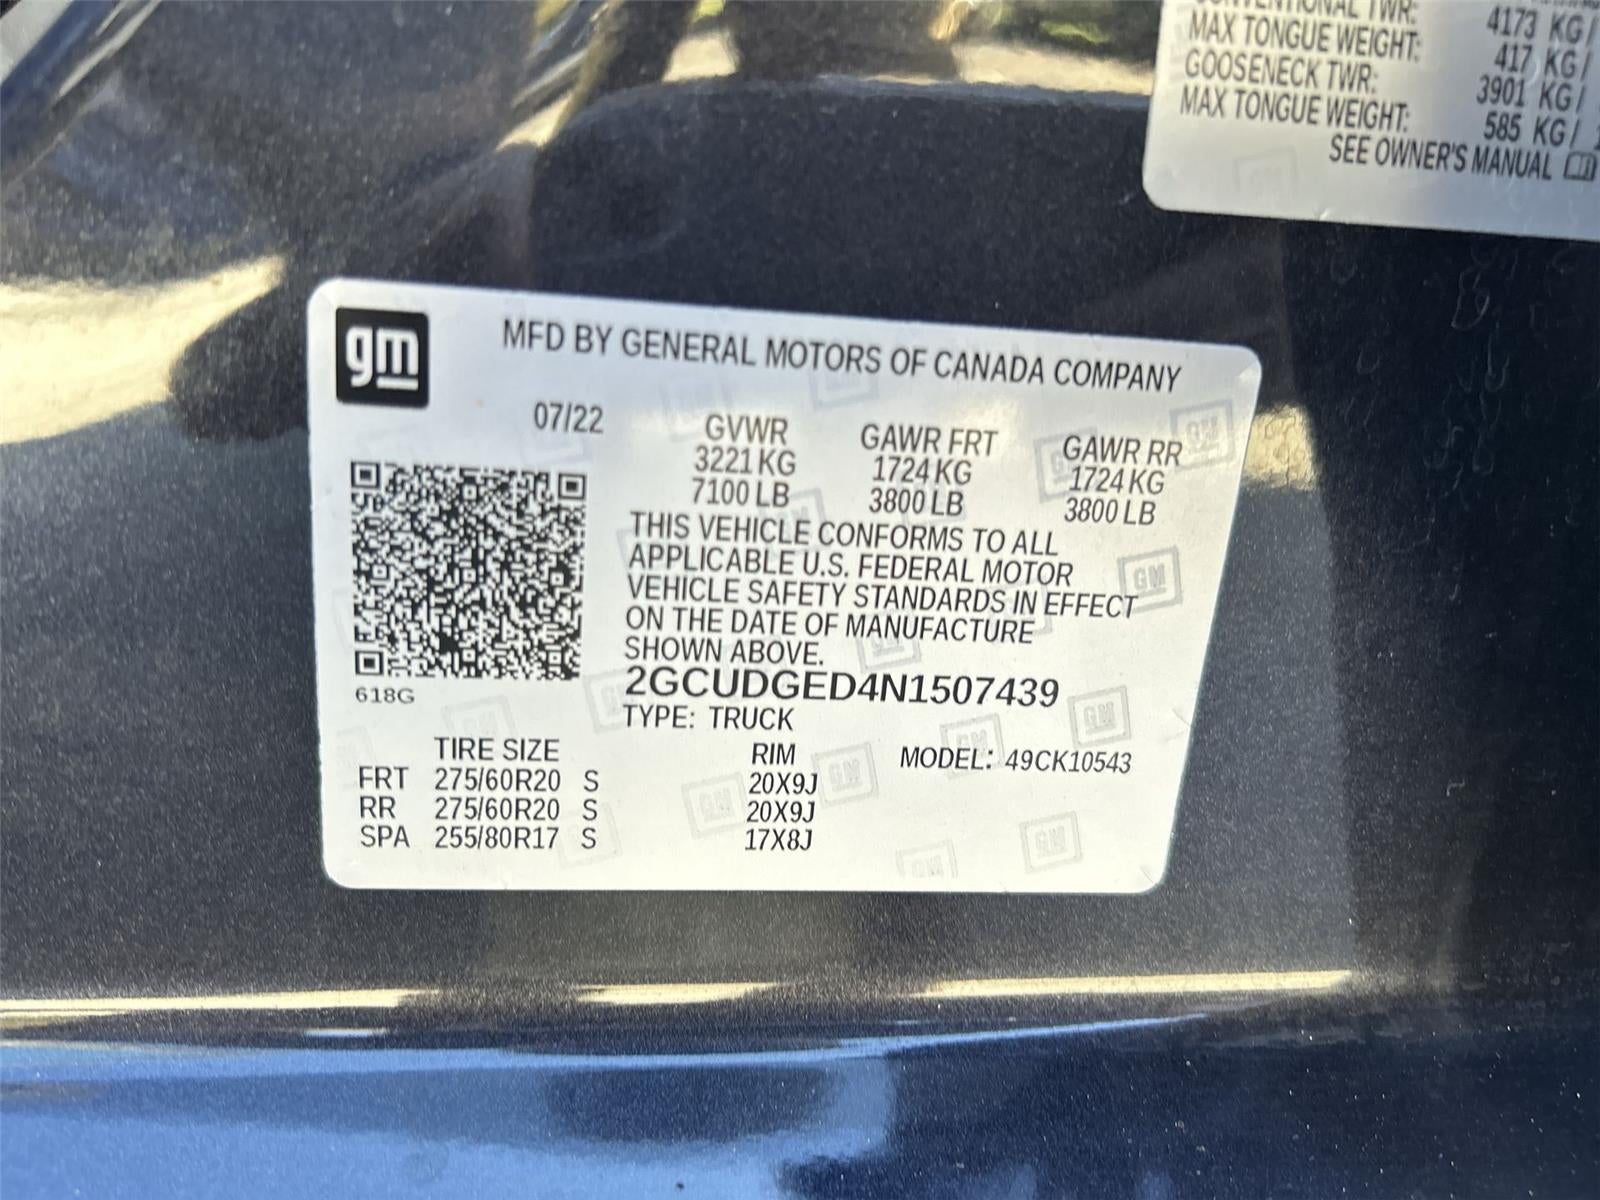 CONVENTIONAL TWR: 4173 KG/
MAX TONGUE WEIGHT: 417 KG/
GOOSENECK TWR: 3901 KG/
MAX TONGUE WEIGHT: 585 KG/
SEE OWNER'S MANUAL
gm
MFD BY GENERAL MOTORS OF CANADA COMPANY
07/22
GVWR GAWR FRT GAWR RR
3221 KG 1724 KG 1724 KG
7100 LB 3800 LB 3800 LB
THIS VEHICLE CONFORMS TO ALL
APPLICABLE U.S. FEDERAL MOTOR
VEHICLE SAFETY STANDARDS IN EFFECT
ON THE DATE OF MANUFACTURE
SHOWN ABOVE.
2GCUDGED4N1507439
618G
TYPE: TRUCK
TIRE SIZE RIM MODEL: 49CK10543
FRT 275/60R20 S 20X9J
RR 275/60R20 S 20X9J
SPA 255/80R17 S 17X8J